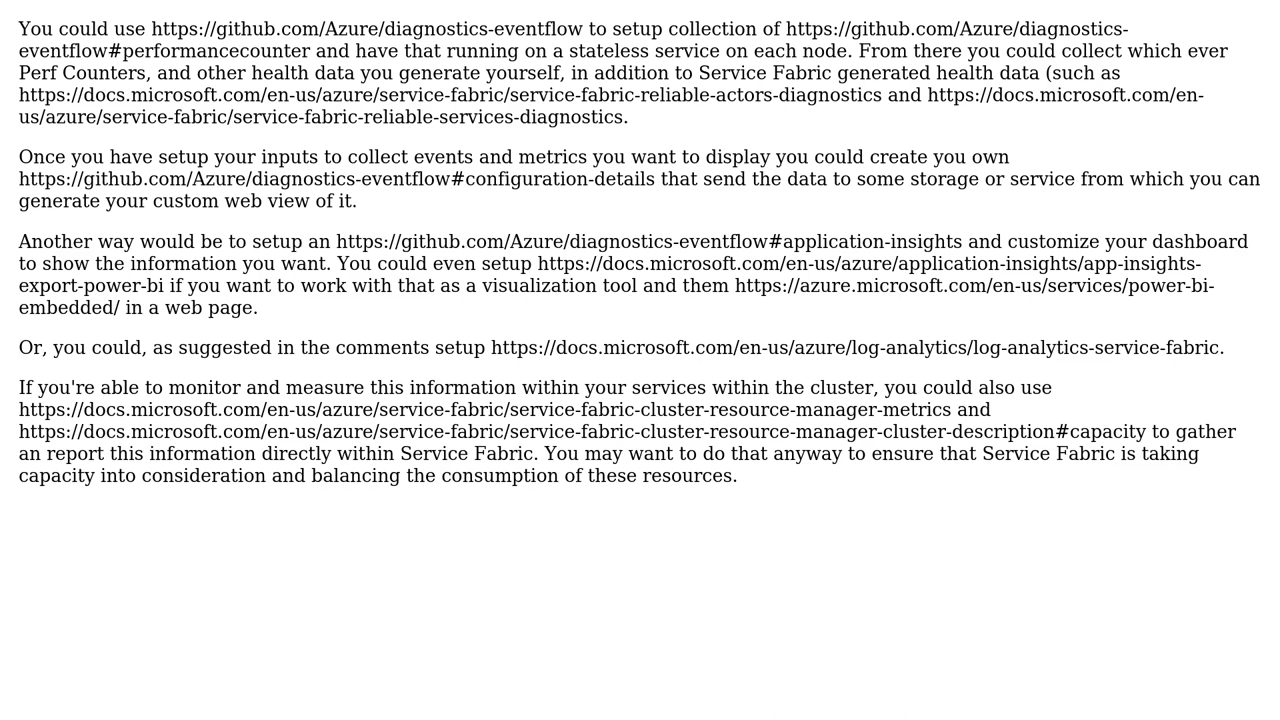 You could use https://github.com/Azure/diagnostics-eventflow to setup collection of https://github.com/Azure/diagnostics-
eventflow#performancecounter and have that running on a stateless service on each node. From there you could collect which ever
Perf Counters, and other health data you generate yourself, in addition to Service Fabric generated health data (such as
https://docs.microsoft.com/en-us/azure/service-fabric/service-fabric-reliable-actors-diagnostics and https://docs.microsoft.com/en-
us/azure/service-fabric/service-fabric-reliable-services-diagnostics.
Once you have setup your inputs to collect events and metrics you want to display you could create you own
https://github.com/Azure/diagnostics-eventflow#configuration-details that send the data to some storage or service from which you can
generate your custom web view of it.
Another way would be to setup an https://github.com/Azure/diagnostics-eventflow#application-insights and customize your dashboard
to show the information you want. You could even setup https://docs.microsoft.com/en-us/azure/application-insights/app-insights-
export-power-bi if you want to work with that as a visualization tool and them https://azure.microsoft.com/en-us/services/power-bi-
embedded/ in a web page.
Or, you could, as suggested in the comments setup https://docs.microsoft.com/en-us/azure/log-analytics/log-analytics-service-fabric.
If you're able to monitor and measure this information within your services within the cluster, you could also use
https://docs.microsoft.com/en-us/azure/service-fabric/service-fabric-cluster-resource-manager-metrics and
https://docs.microsoft.com/en-us/azure/service-fabric/service-fabric-cluster-resource-manager-cluster-description#capacity to gather
an report this information directly within Service Fabric. You may want to do that anyway to ensure that Service Fabric is taking
capacity into consideration and balancing the consumption of these resources.